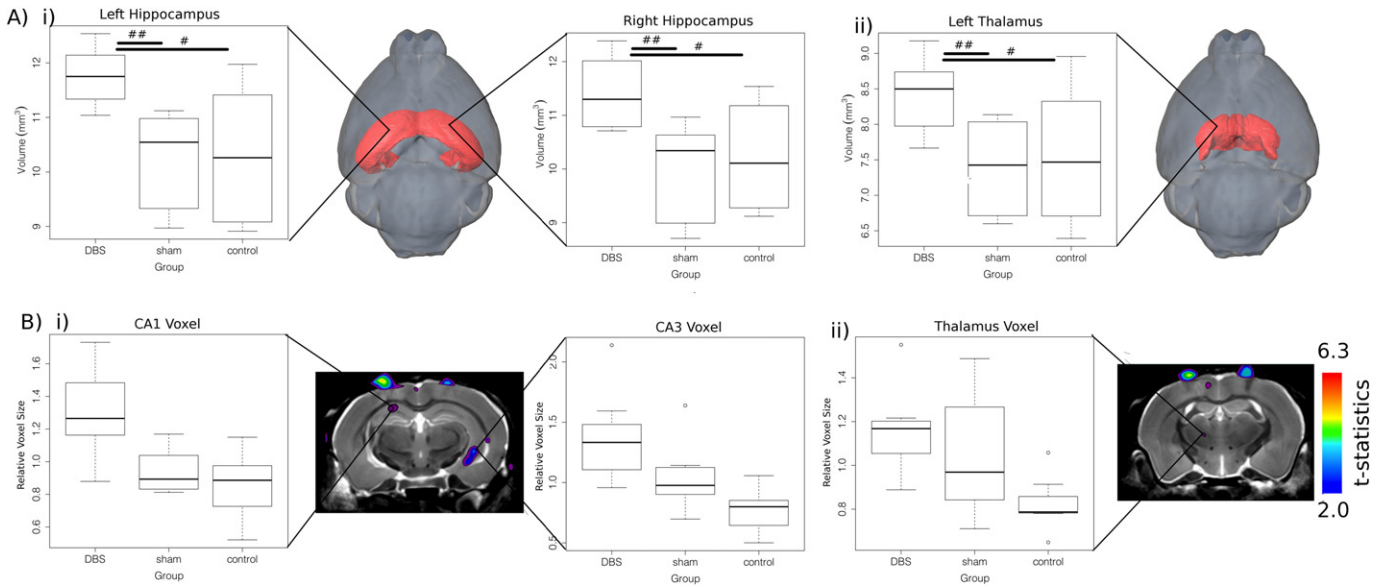 A) i)
Left Hippocampus
##
#
12
11
10
9
Volume (mm³)
DBS sham control
Group
Right Hippocampus
##
#
12
11
10
9
Volume (mm³)
DBS sham control
Group
ii)
Left Thalamus
##
#
9.0
8.5
8.0
7.5
7.0
6.5
Volume (mm³)
DBS sham control
Group
B) i)
CA1 Voxel
1.6
1.4
1.2
1.0
0.8
0.6
Relative Voxel Size
DBS sham control
Group
CA3 Voxel
2.0
1.5
1.0
0.5
Relative Voxel Size
DBS sham control
Group
ii)
Thalamus Voxel
1.4
1.2
1.0
0.8
Relative Voxel Size
DBS sham control
Group
6.3
t-statistics
2.0